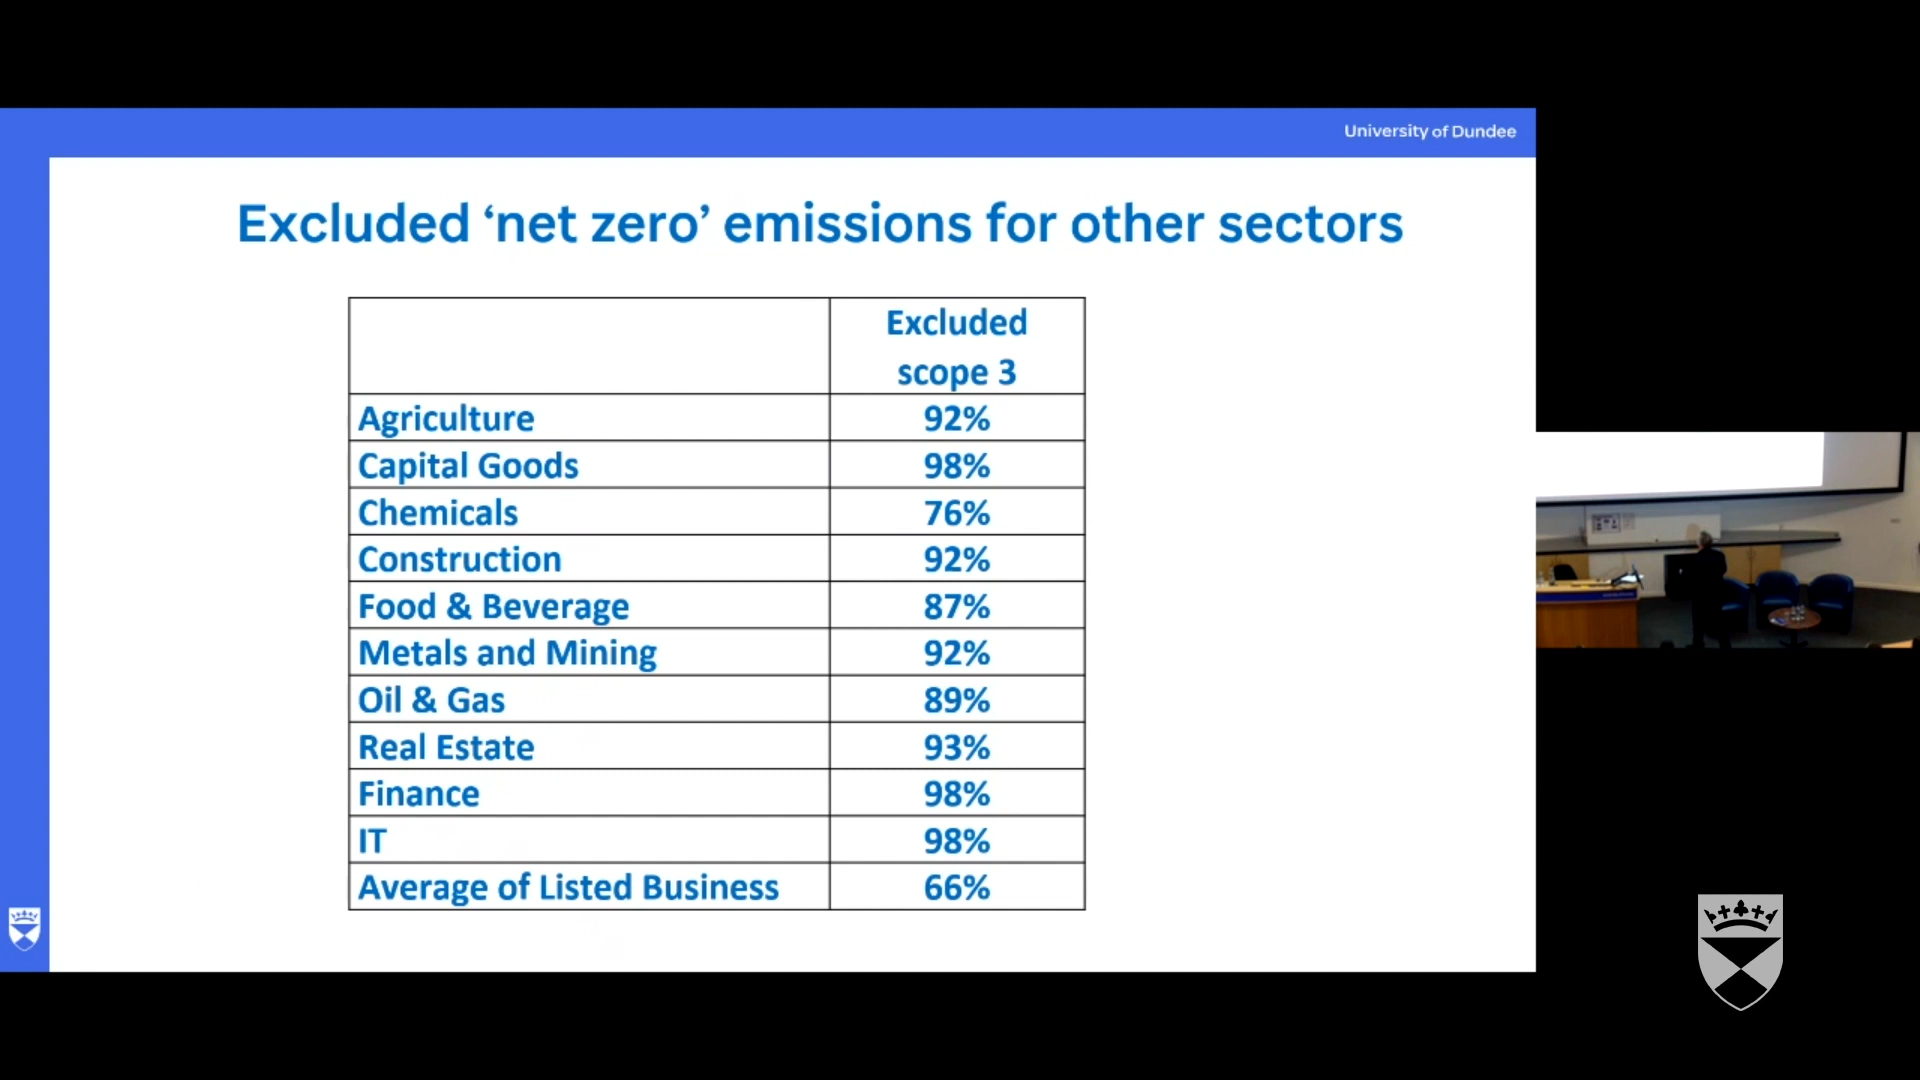 University of Dundee
Excluded ‘net zero’ emissions for other sectors
Excluded
scope 3
Agriculture 92%
Capital Goods 98%
Chemicals 76%
Construction 92%
Food & Beverage 87%
Metals and Mining 92%
Oil & Gas 89%
Real Estate 93%
Finance 98%
IT 98%
Average of Listed Business 66%